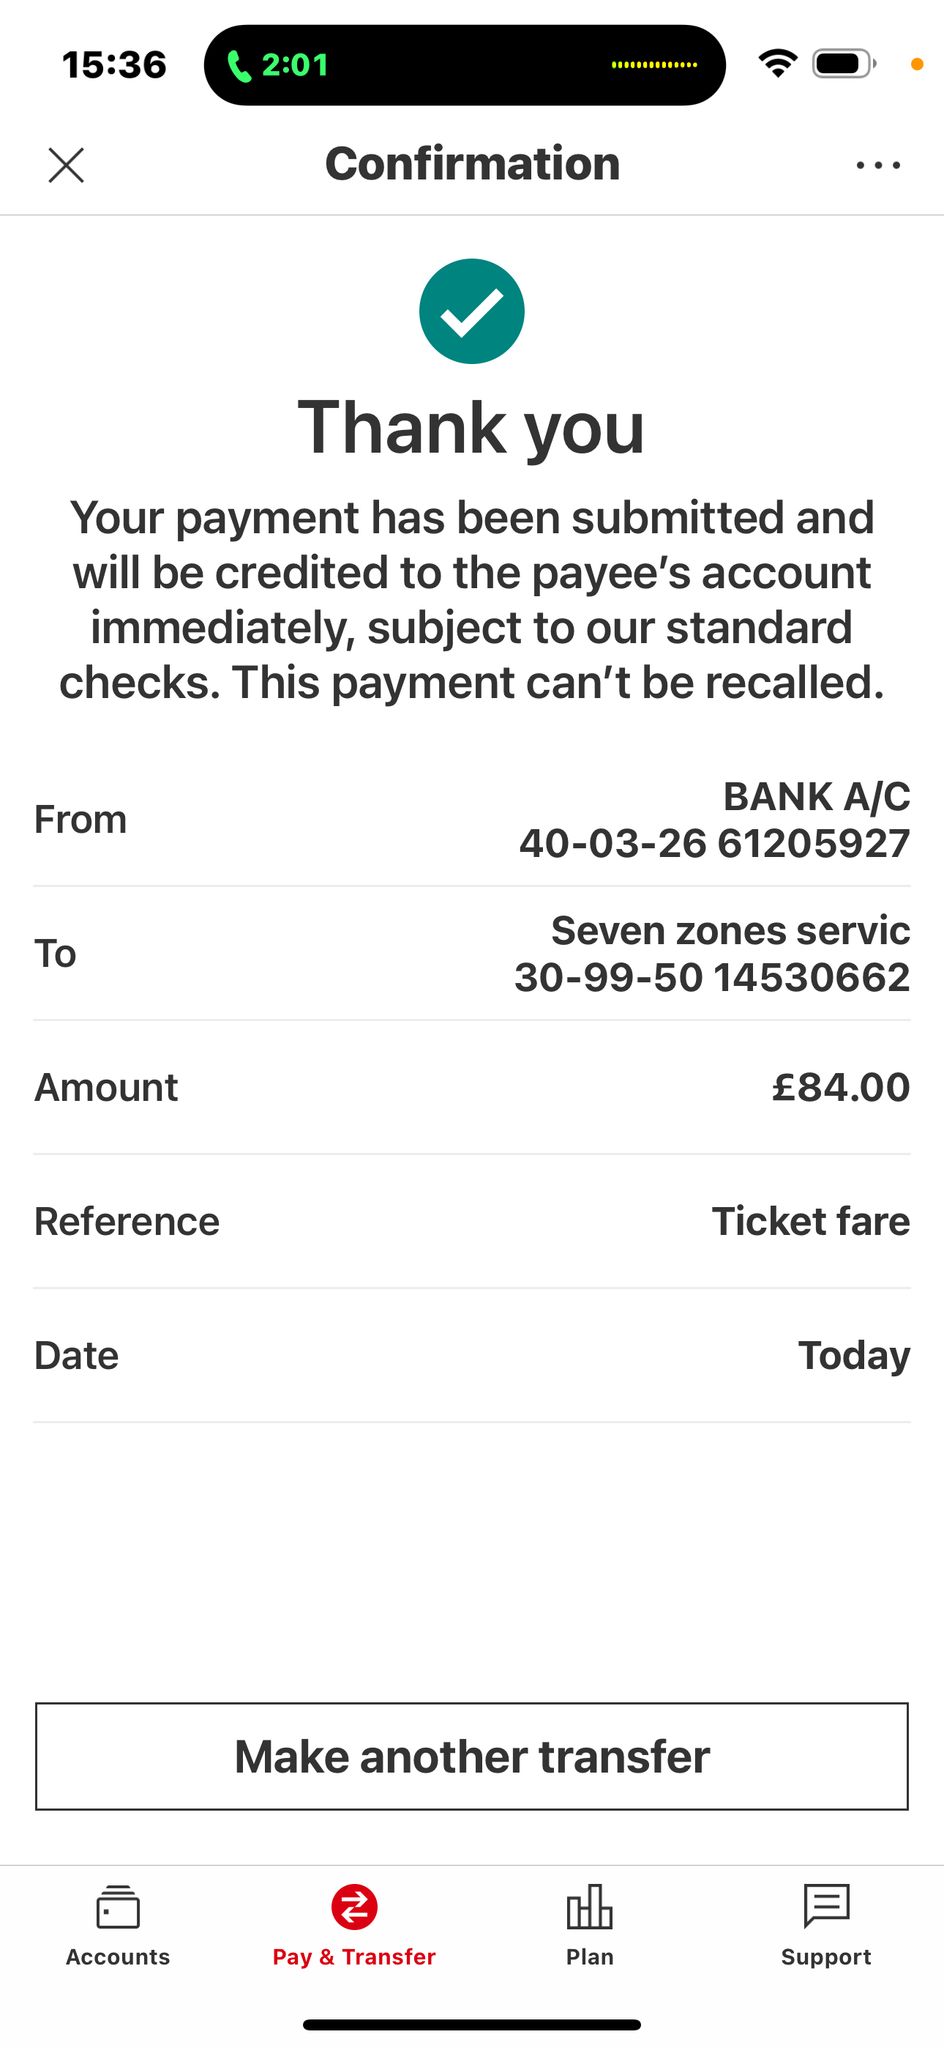 15:36
2:01
Confirmation
Thank you
Your payment has been submitted and
will be credited to the payee’s account
immediately, subject to our standard
checks. This payment can’t be recalled.
From
BANK A/C
40-03-26 61205927
To
Seven zones servic
30-99-50 14530662
Amount
£84.00
Reference
Ticket fare
Date
Today
Make another transfer
Accounts
Pay & Transfer
Plan
Support